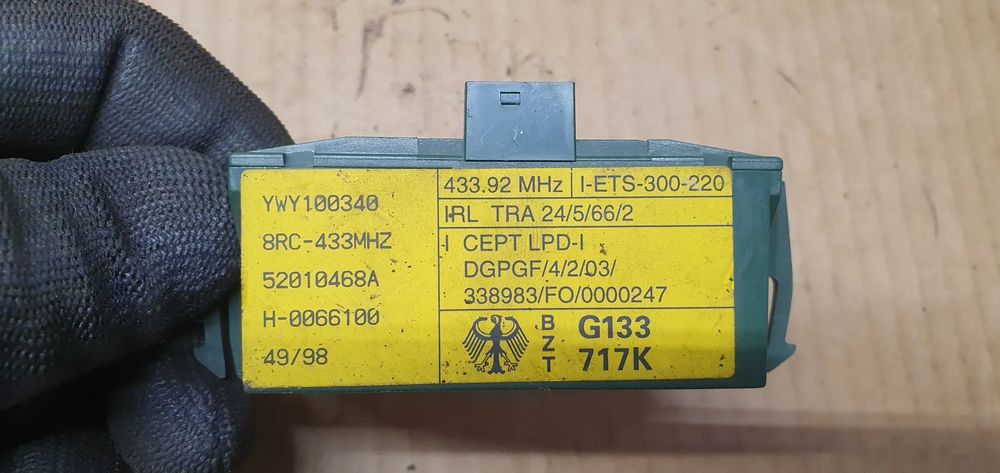 YWY100340
8RC-433MHZ
52010468A
H-0066100
49/98
433.92 MHz I-ETS-300-220
IRL TRA 24/5/66/2
I CEPT LPD-I
DGPGF/4/2/03/
338983/FO/0000247
BZT
G133
717K